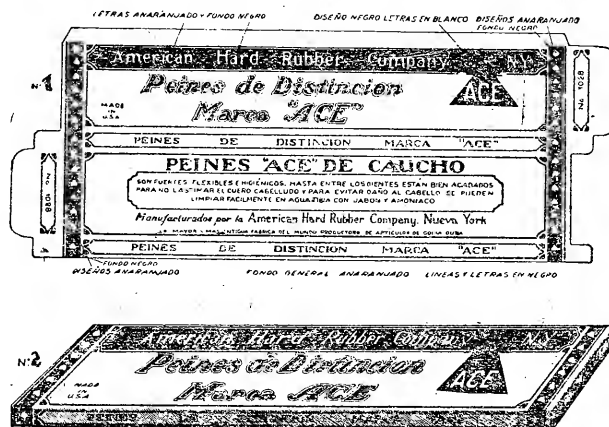 LETRAS ANARANJADO Y FONDO NEGRO
DISEÑO NEGRO LETRAS EN BLANCO
DISEÑOS ANARANJADO
FONDO NEGRO
Nº 1
American Hard Rubber Company N.Y.
Peines de Distincion
Marca "ACE"
ACE
MADE
IN
U.S.A
PEINES DE DISTINCION MARCA "ACE"
PEINES "ACE" DE CAUCHO
SON FUENTES FLEXIBLES E HIGIÉNICOS. HASTA ENTRE LOS DIENTES ESTAN BIEN ACABADOS
PARA NO LASTIMAR EL CUERO CABELLUDO Y PARA EVITAR DAÑO AL CABELLO SE PUEDEN
LIMPIAR FACILMENTE EN AGUA TIBIA CON JABON Y AMONIACO
Manufacturados por la American Hard Rubber Company, Nueva York
LA MAYOR Y MAS ANTIGUA FABRICA DEL MUNDO PRODUCTORA DE ARTICULOS DE GOMA DURA
PEINES DE DISTINCION MARCA "ACE"
FONDO NEGRO
DISEÑOS ANARANJADO
FONDO GENERAL ANARANJADO
LINEAS Y LETRAS EN NEGRO
Nº 2
American Hard Rubber Company N.Y.
Peines de Distincion
Marca ACE
ACE
MADE
IN
U.S.A
PEINES